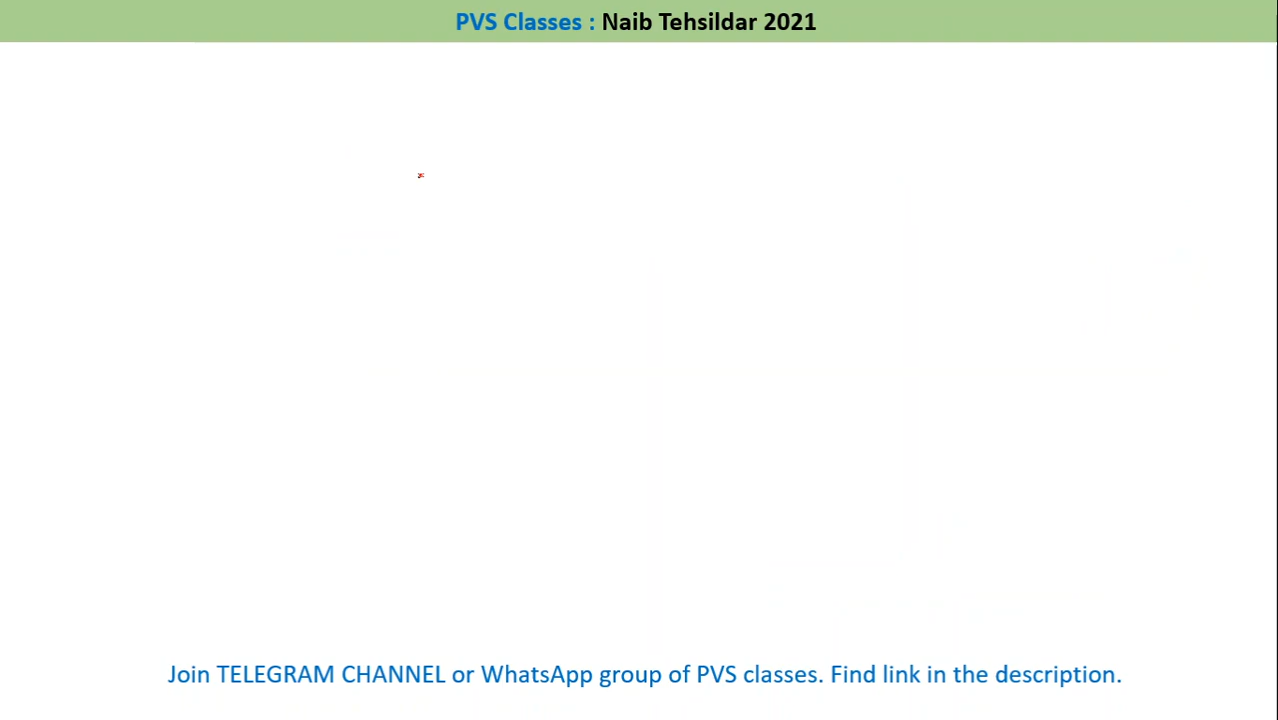 PVS Classes : Naib Tehsildar 2021
Join TELEGRAM CHANNEL or WhatsApp group of PVS classes. Find link in the description.